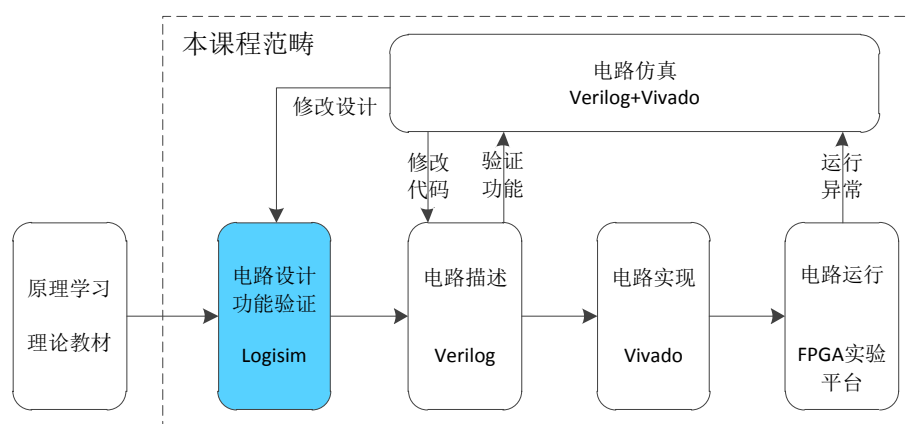 本课程范畴
电路仿真
Verilog+Vivado
修改设计
修改
代码
验证
功能
运行
异常
原理学习
理论教材
电路设计
功能验证
Logisim
电路描述
Verilog
电路实现
Vivado
电路运行
FPGA实验
平台